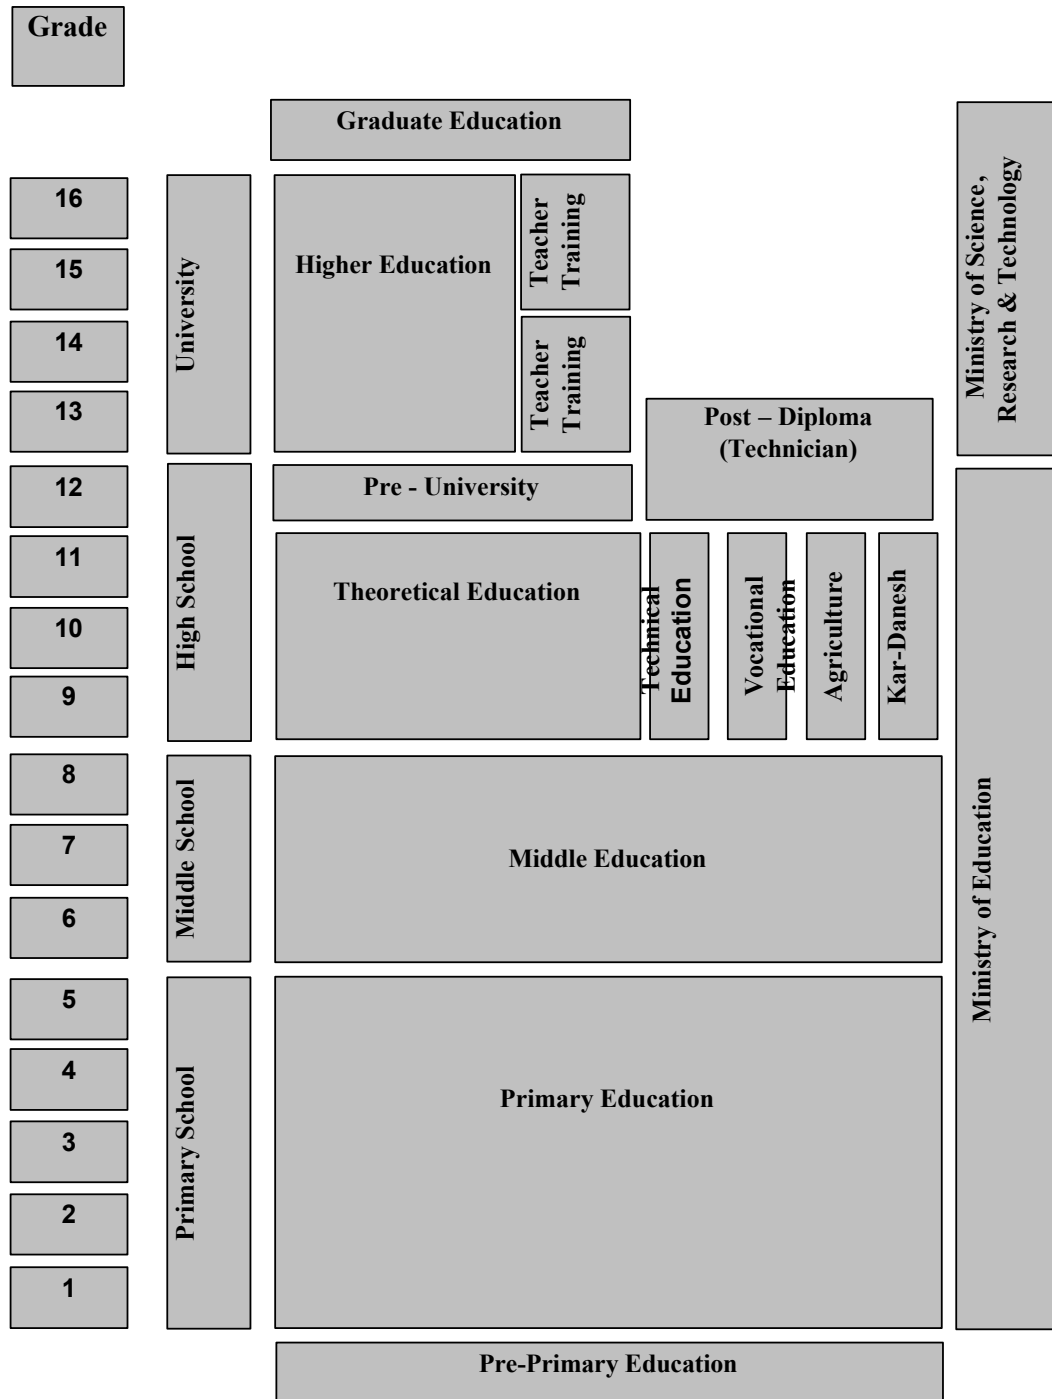 Grade
Graduate Education
16
15
14
13
12
11
10
9
8
7
6
5
4
3
2
1
University
High School
Middle School
Primary School
Higher Education
Teacher
Training
Teacher
Training
Post – Diploma
(Technician)
Pre - University
Theoretical Education
Technical
Education
Vocational
Education
Agriculture
Kar-Danesh
Middle Education
Primary Education
Pre-Primary Education
Ministry of Science,
Research & Technology
Ministry of Education